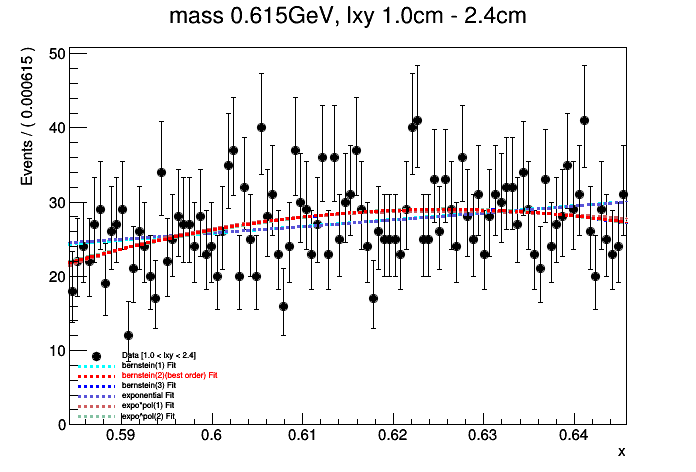 mass 0.615GeV, lxy 1.0cm - 2.4cm
Events / ( 0.000615 )
50
40
30
20
10
0
Data [1.0 < lxy < 2.4]
bernstein(1) Fit
bernstein(2)(best order) Fit
bernstein(3) Fit
exponential Fit
expo*pol(1) Fit
expo*pol(2) Fit
0.59 0.6 0.61 0.62 0.63 0.64
x